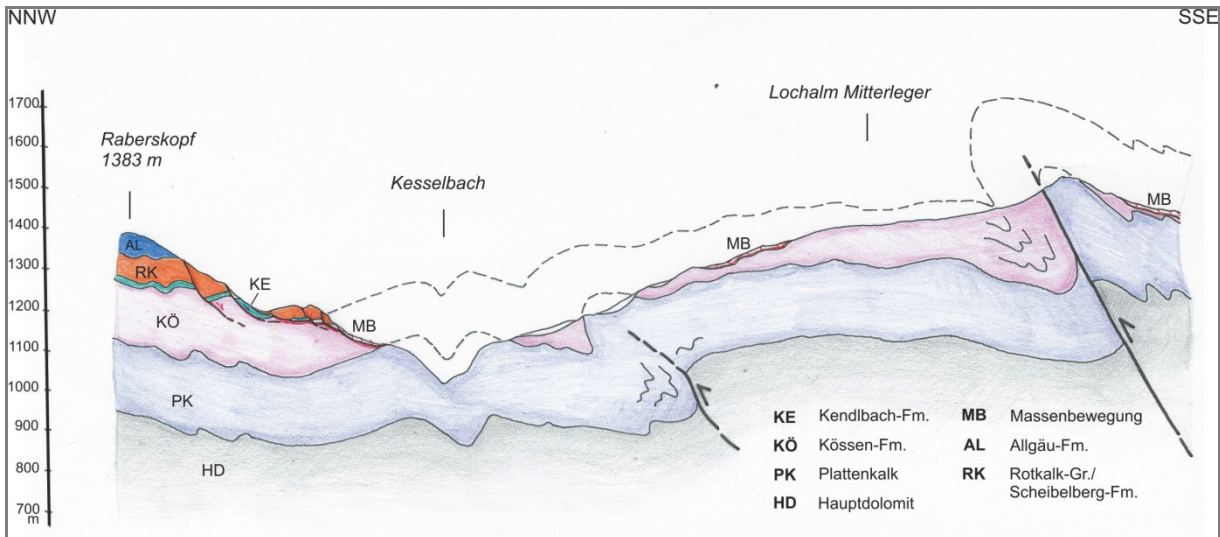 NNW
SSE
1700
1600
1500
1400
1300
1200
1100
1000
900
800
700
m
Raberskopf
1383 m
Kesselbach
Lochalm Mitterleger
AL
RK
KE
KÖ
MB
PK
HD
MB
MB
KE Kendlbach-Fm.
KÖ Kössen-Fm.
PK Plattenkalk
HD Hauptdolomit
MB Massenbewegung
AL Allgäu-Fm.
RK Rotkalk-Gr./
Scheibelberg-Fm.